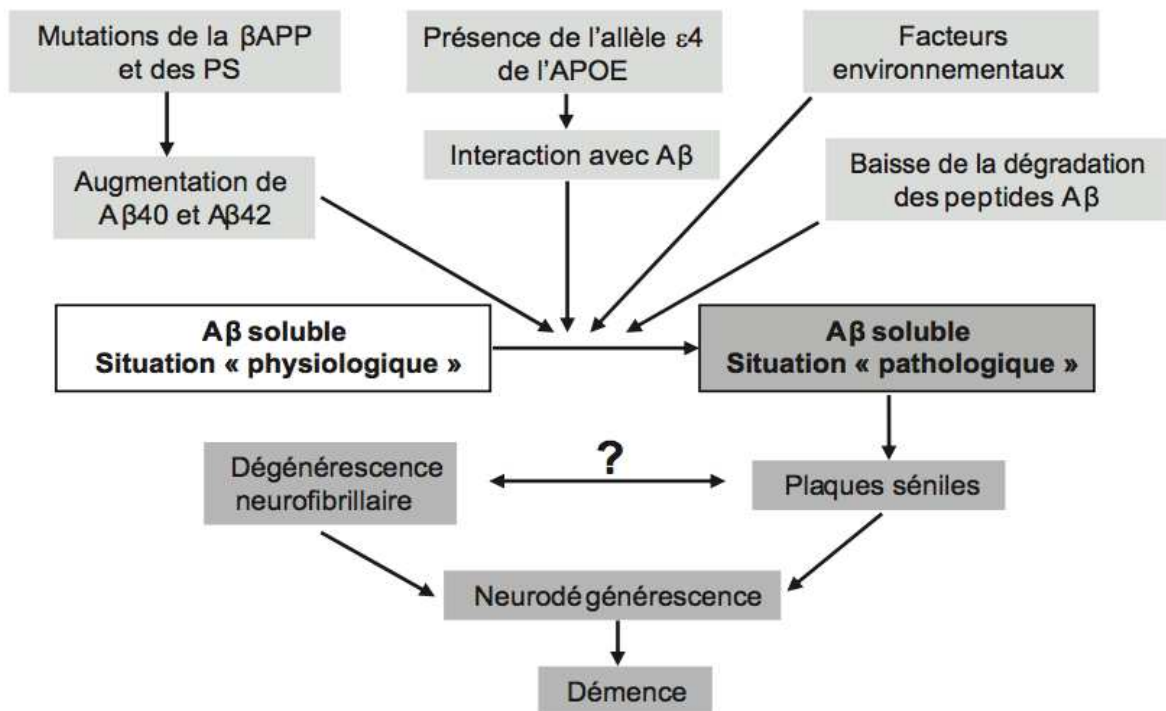 Mutations de la βAPP
et des PS
Présence de l'allèle ε4
de l'APOE
Facteurs
environnementaux
Augmentation de
Aβ40 et Aβ42
Interaction avec Aβ
Baisse de la dégradation
des peptides Aβ
Aβ soluble
Situation « physiologique »
Aβ soluble
Situation « pathologique »
Dégénérescence
neurofibrillaire
?
Plaques séniles
Neurodégénérescence
Démence